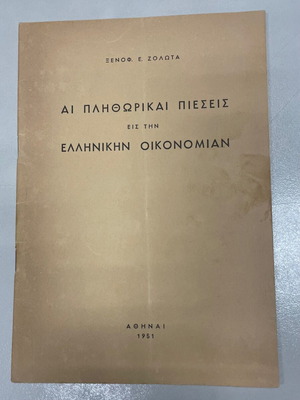 ΞΕΝΟΦ. Ε. ΖΟΛΩΤΑ
ΑΙ ΠΛΗΘΩΡΙΚΑΙ ΠΙΕΣΕΙΣ
ΕΙΣ ΤΗΝ
ΕΛΛΗΝΙΚΗΝ ΟΙΚΟΝΟΜΙΑΝ
ΑΘΗΝΑΙ
1951